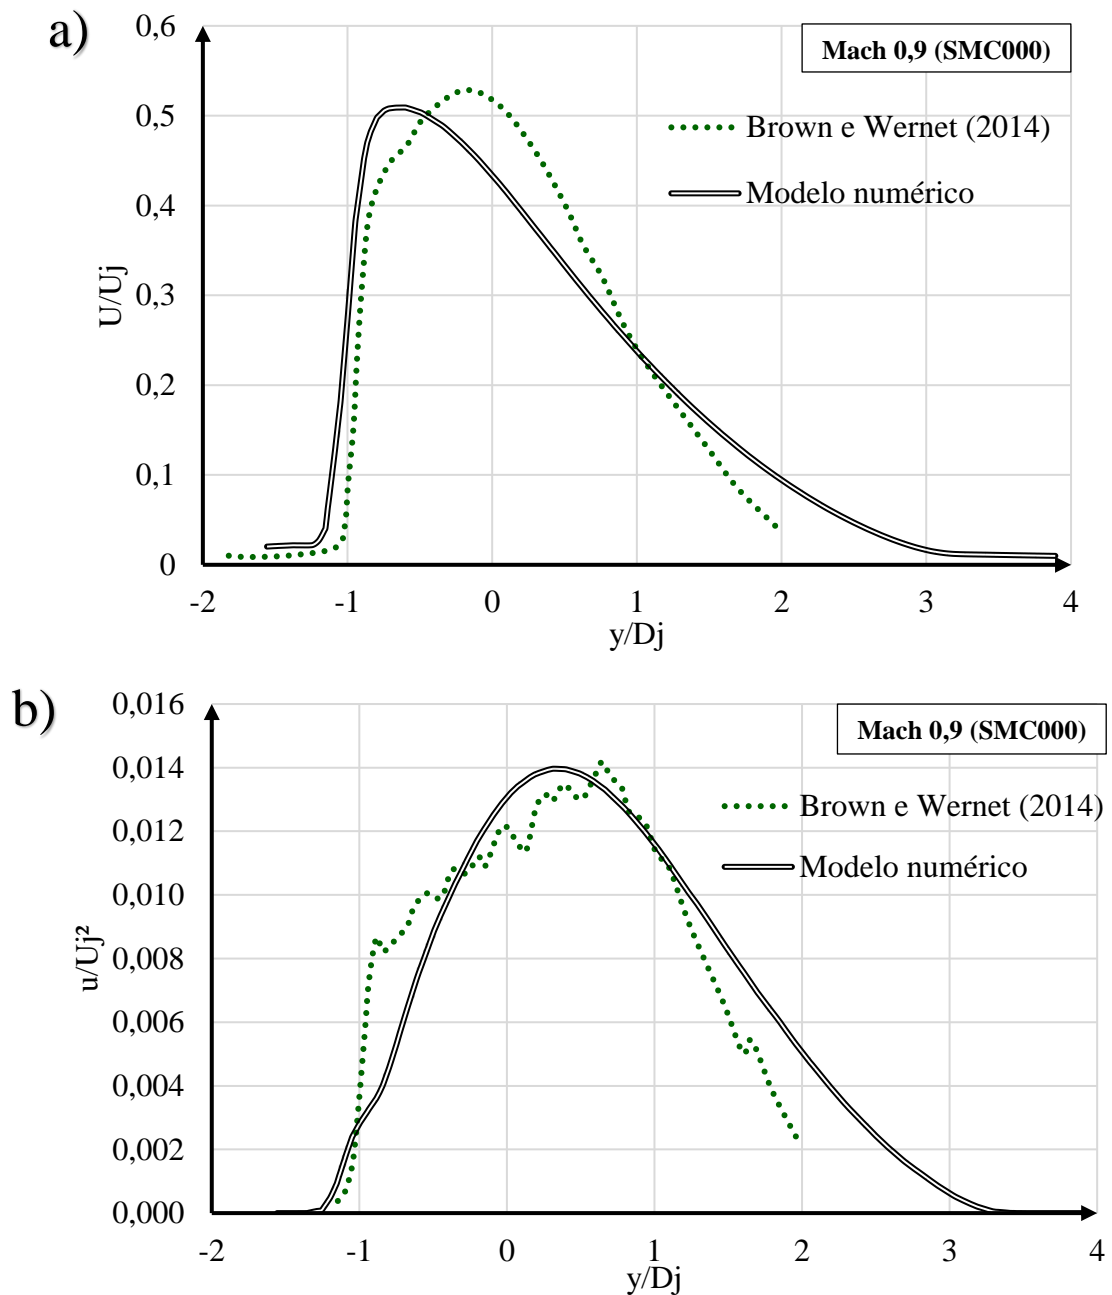 a)
0,6
0,5
0,4
0,3
0,2
0,1
0
U/Uj
Mach 0,9 (SMC000)
Brown e Wernet (2014)
Modelo numérico
-2 -1 0 1 2 3 4
y/Dj
b)
0,016
0,014
0,012
0,010
0,008
0,006
0,004
0,002
0,000
u/Uj²
Mach 0,9 (SMC000)
Brown e Wernet (2014)
Modelo numérico
-2 -1 0 1 2 3 4
y/Dj